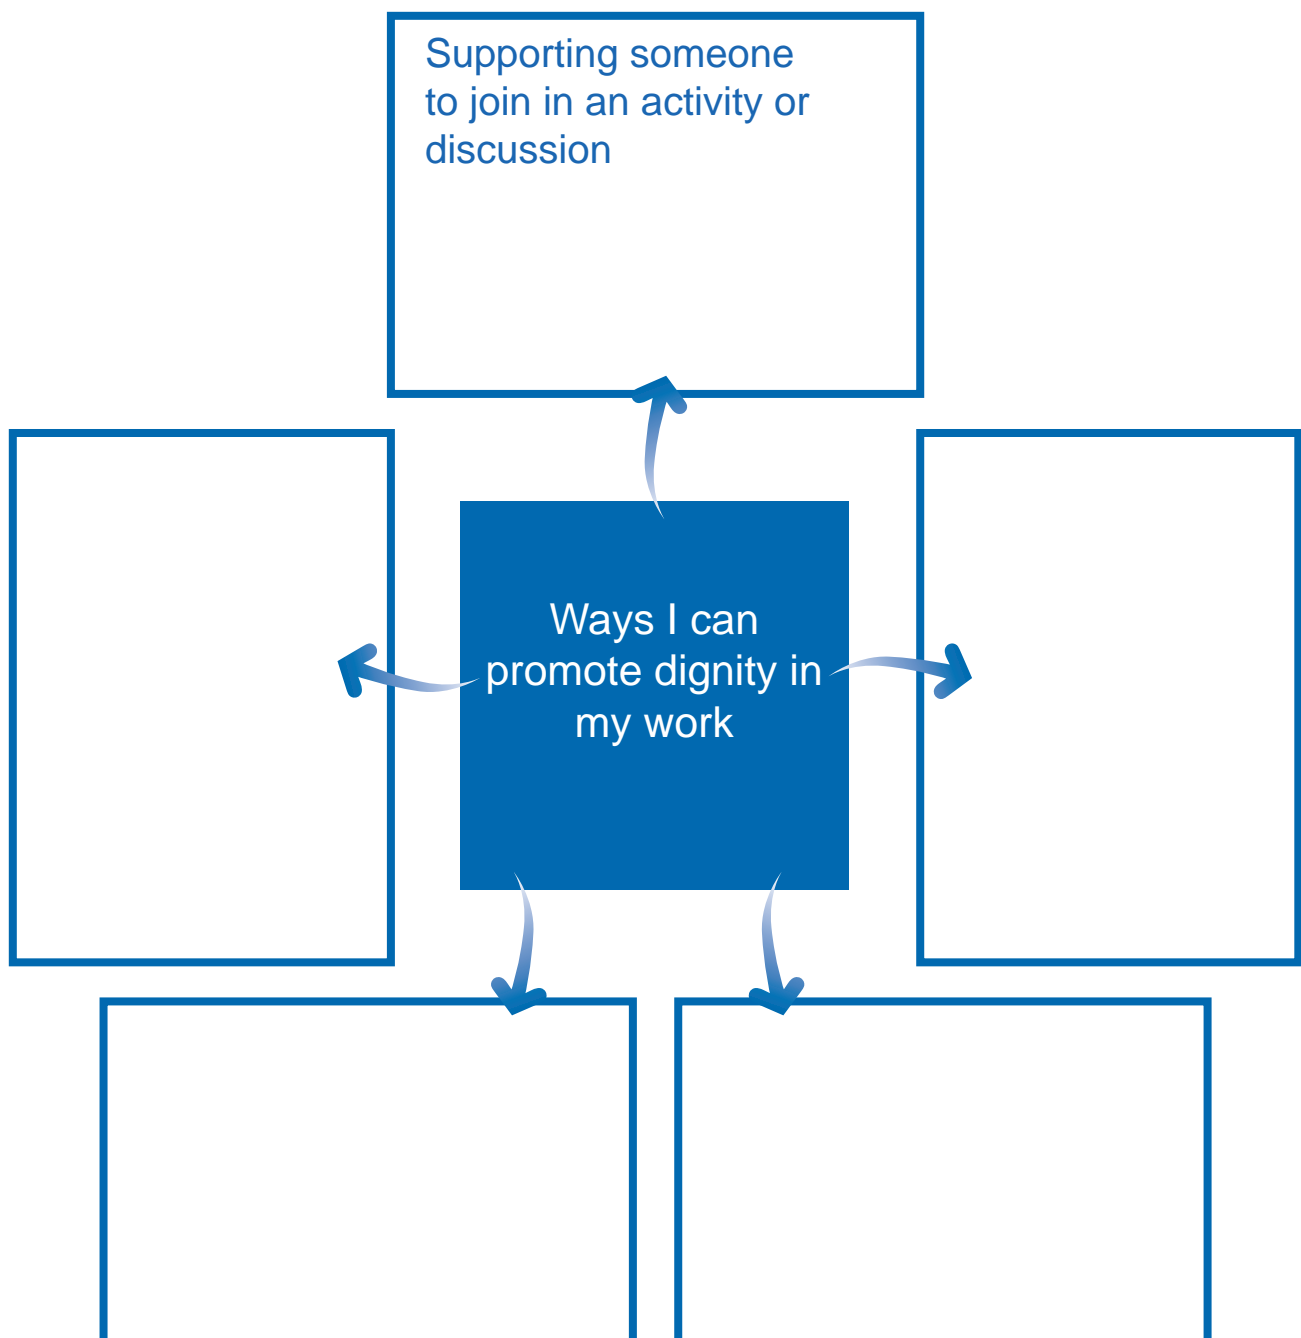 Supporting someone
to join in an activity or
discussion
Ways I can
promote dignity in
my work